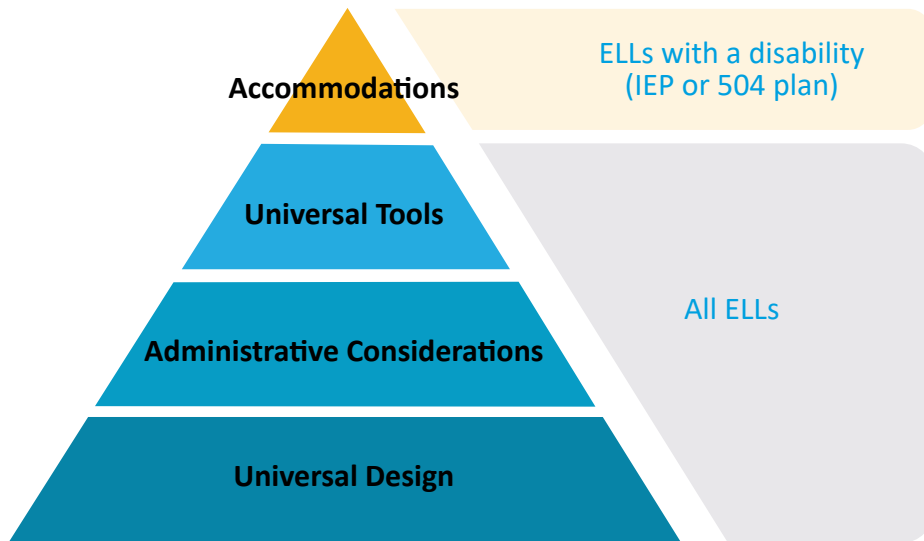 Accommodations
ELLs with a disability
(IEP or 504 plan)
Universal Tools
Administrative Considerations
All ELLs
Universal Design